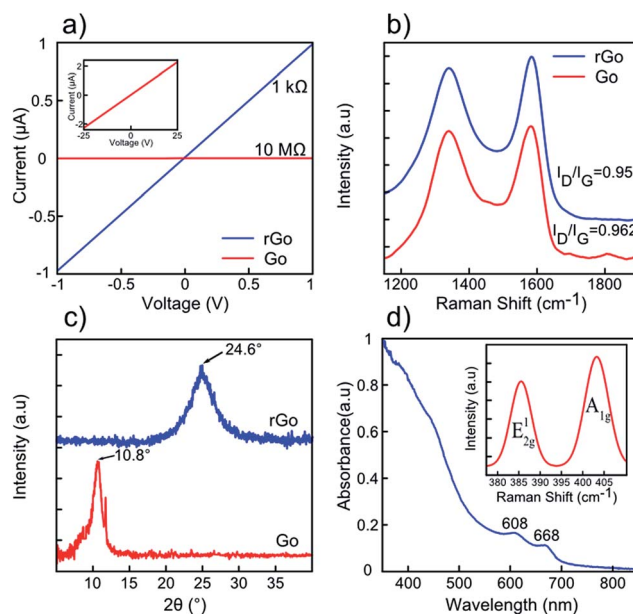 a)
1
0.5
0
-0.5
-1
Current (μA)
-1
-0.5
0
0.5
1
Voltage (V)
2
0
-2
Current (μA)
-25
25
Voltage (V)
1 kΩ
10 MΩ
rGo
Go
b)
Intensity (a.u)
rGo
Go
I_D/I_G=0.95
I_D/I_G=0.962
1200
1400
1600
1800
Raman Shift (cm⁻¹)
c)
Intensity (a.u)
24.6°
rGo
10.8°
Go
10
15
20
25
30
35
2θ (°)
d)
1
0.8
0.6
0.4
0.2
0
Absorbance(a.u)
608
668
400
500
600
700
800
Wavelength (nm)
Intensity (a.u)
E¹₂g
A₁g
380
385
390
395
400
405
Raman Shift (cm⁻¹)